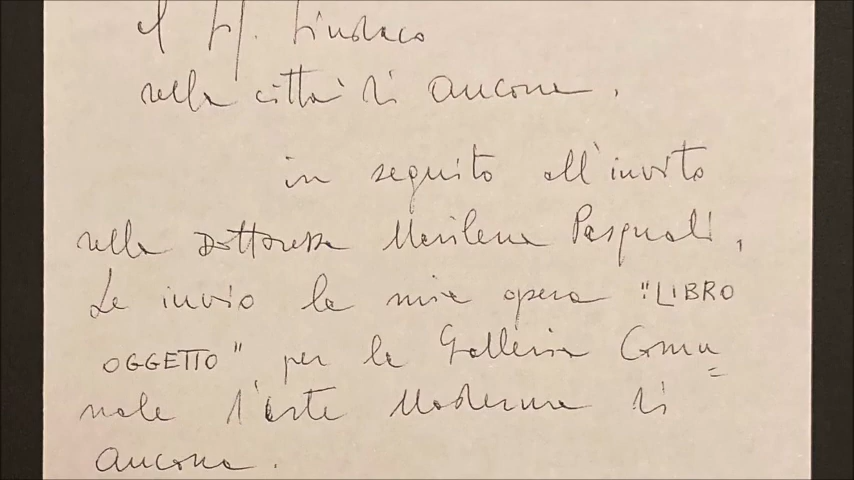 al Sig. Sindaco
della città di Ancona,
in seguito all'invito
della Dottoressa Marilena Pasquali,
Le invio la mia opera "LIBRO
OGGETTO" per la Galleria Comu=
nale d'arte Moderna di
Ancona.